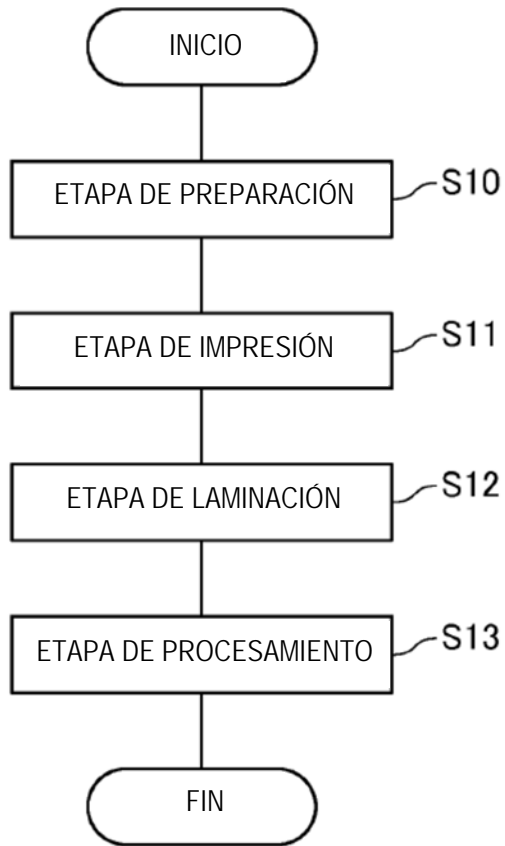 INICIO
ETAPA DE PREPARACIÓN S10
ETAPA DE IMPRESIÓN S11
ETAPA DE LAMINACIÓN S12
ETAPA DE PROCESAMIENTO S13
FIN